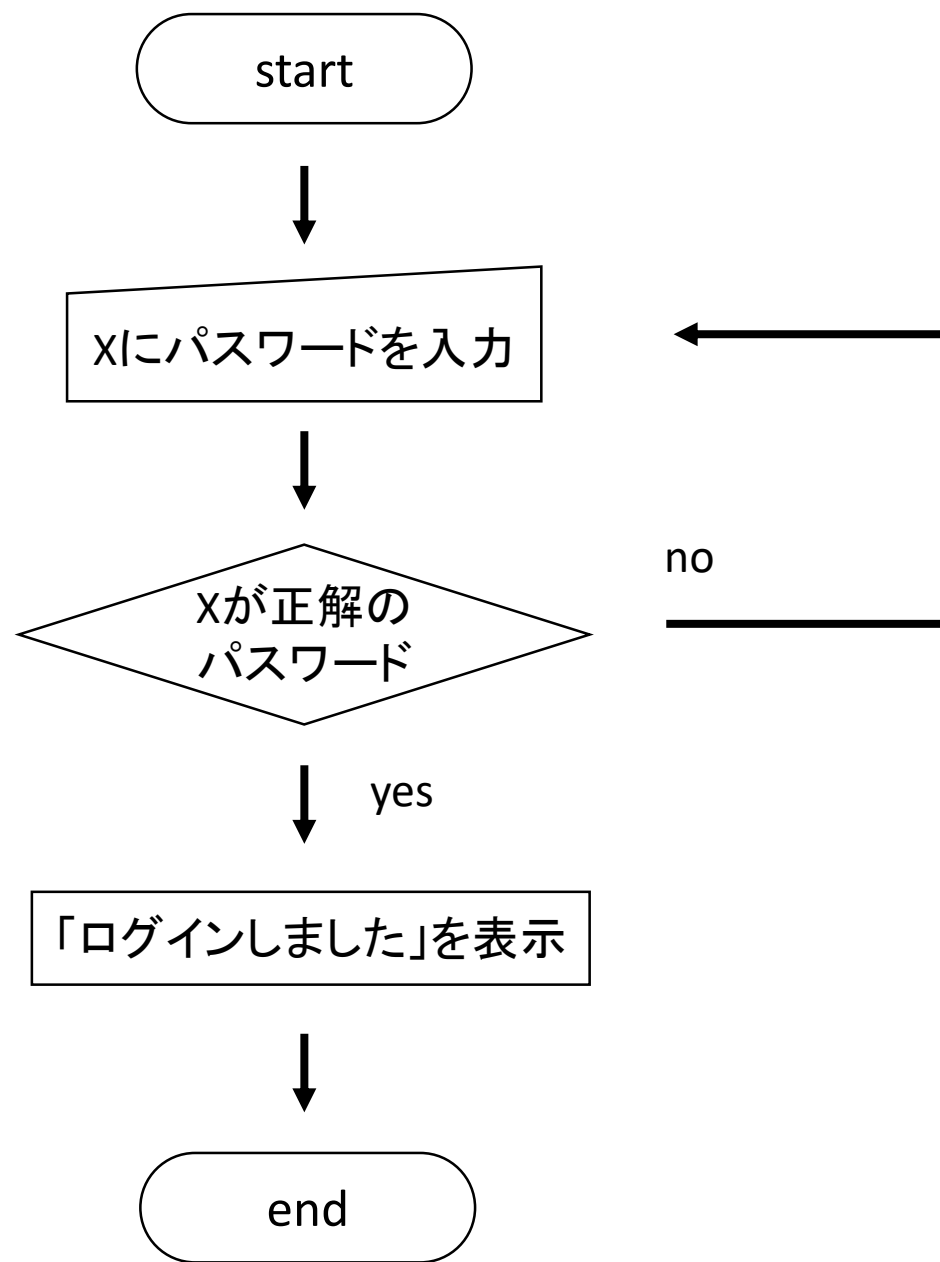 start
Xにパスワードを入力
no
Xが正解の
パスワード
yes
「ログインしました」を表示
end